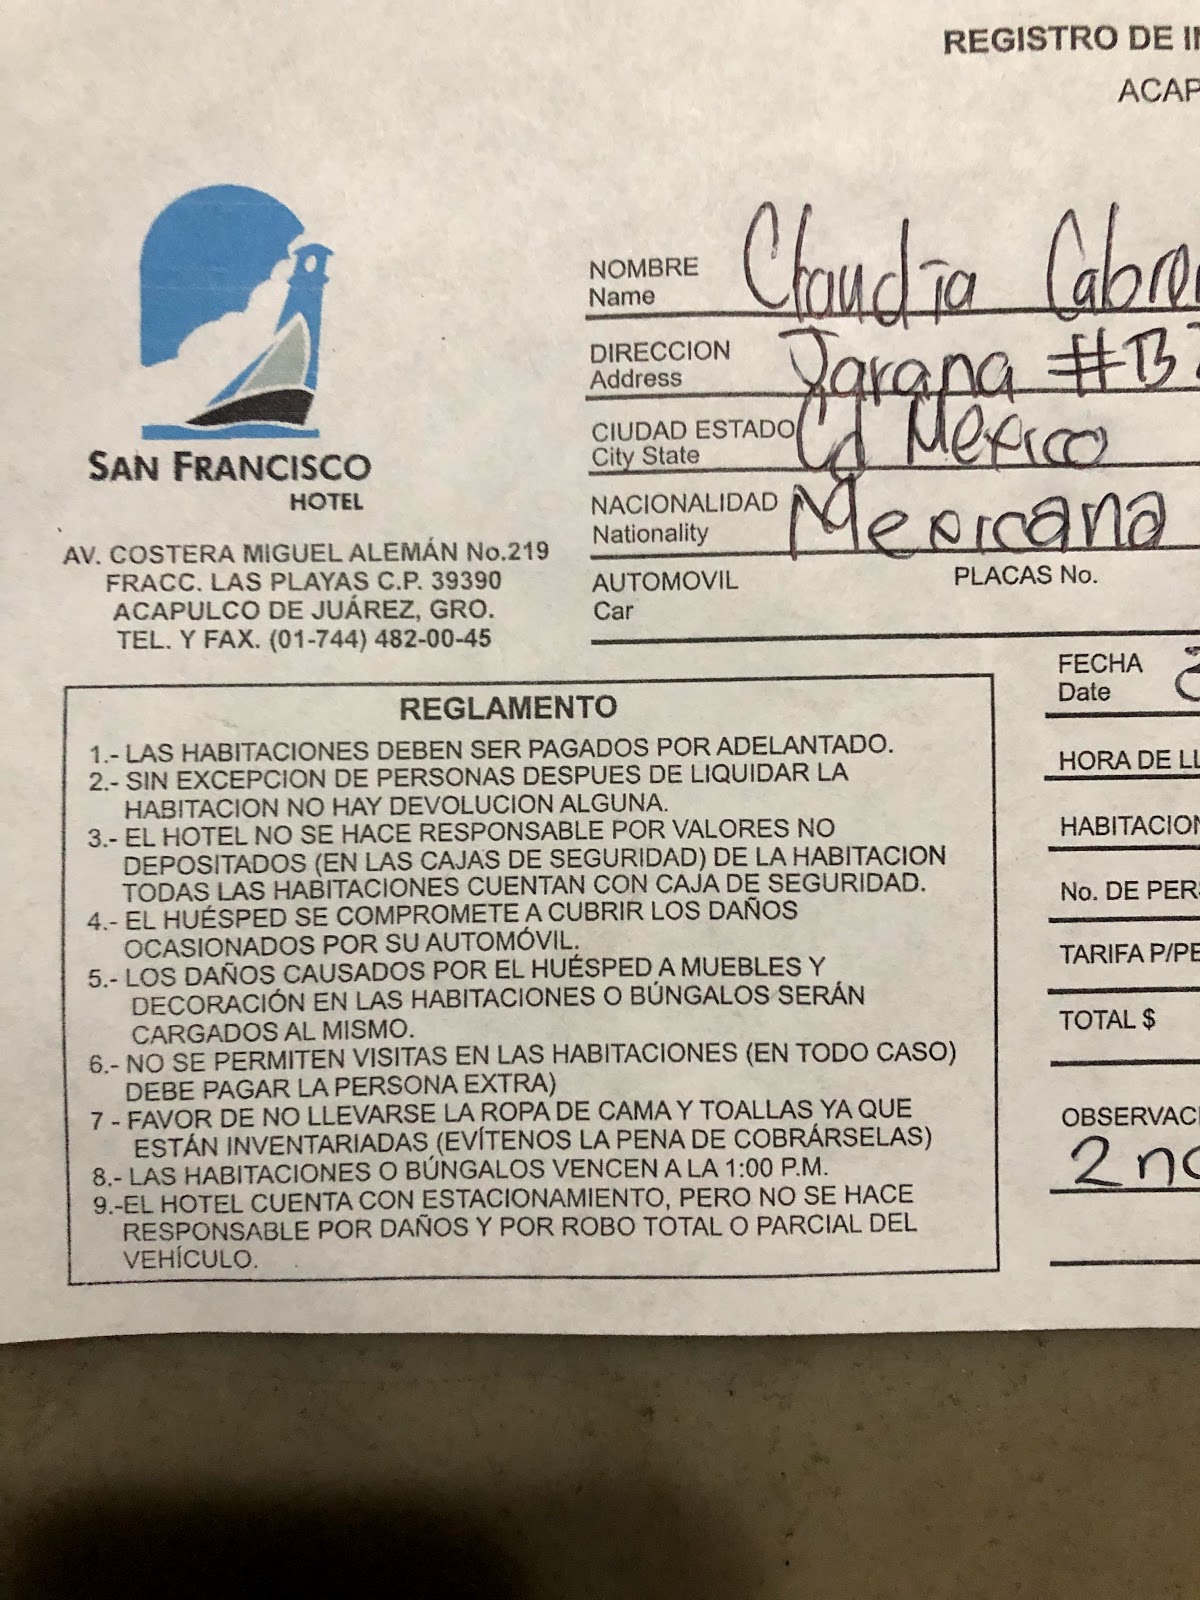 REGISTRO DE
ACAP
SAN FRANCISCO
HOTEL
AV. COSTERA MIGUEL ALEMÁN No.219
FRACC. LAS PLAYAS C.P. 39390
ACAPULCO DE JUÁREZ, GRO.
TEL. Y FAX. (01-744) 482-00-45
NOMBRE Claudia Cabre
Name
DIRECCION Jarana #B
Address
CIUDAD ESTADO Cd Mexico
City State
NACIONALIDAD Mexicana
Nationality
AUTOMOVIL PLACAS No.
Car
REGLAMENTO
1.- LAS HABITACIONES DEBEN SER PAGADOS POR ADELANTADO.
2.- SIN EXCEPCION DE PERSONAS DESPUES DE LIQUIDAR LA
HABITACION NO HAY DEVOLUCION ALGUNA.
3.- EL HOTEL NO SE HACE RESPONSABLE POR VALORES NO
DEPOSITADOS (EN LAS CAJAS DE SEGURIDAD) DE LA HABITACION
TODAS LAS HABITACIONES CUENTAN CON CAJA DE SEGURIDAD.
4.- EL HUÉSPED SE COMPROMETE A CUBRIR LOS DAÑOS
OCASIONADOS POR SU AUTOMÓVIL.
5.- LOS DAÑOS CAUSADOS POR EL HUÉSPED A MUEBLES Y
DECORACIÓN EN LAS HABITACIONES O BÚNGALOS SERÁN
CARGADOS AL MISMO.
6.- NO SE PERMITEN VISITAS EN LAS HABITACIONES (EN TODO CASO)
DEBE PAGAR LA PERSONA EXTRA)
7 - FAVOR DE NO LLEVARSE LA ROPA DE CAMA Y TOALLAS YA QUE
ESTÁN INVENTARIADAS (EVÍTENOS LA PENA DE COBRÁRSELAS)
8.- LAS HABITACIONES O BÚNGALOS VENCEN A LA 1:00 P.M.
9.-EL HOTEL CUENTA CON ESTACIONAMIENTO, PERO NO SE HACE
RESPONSABLE POR DAÑOS Y POR ROBO TOTAL O PARCIAL DEL
VEHÍCULO.
FECHA
Date
HORA DE LL
HABITACION
No. DE PERS
TARIFA P/PE
TOTAL $
OBSERVACI
2 no